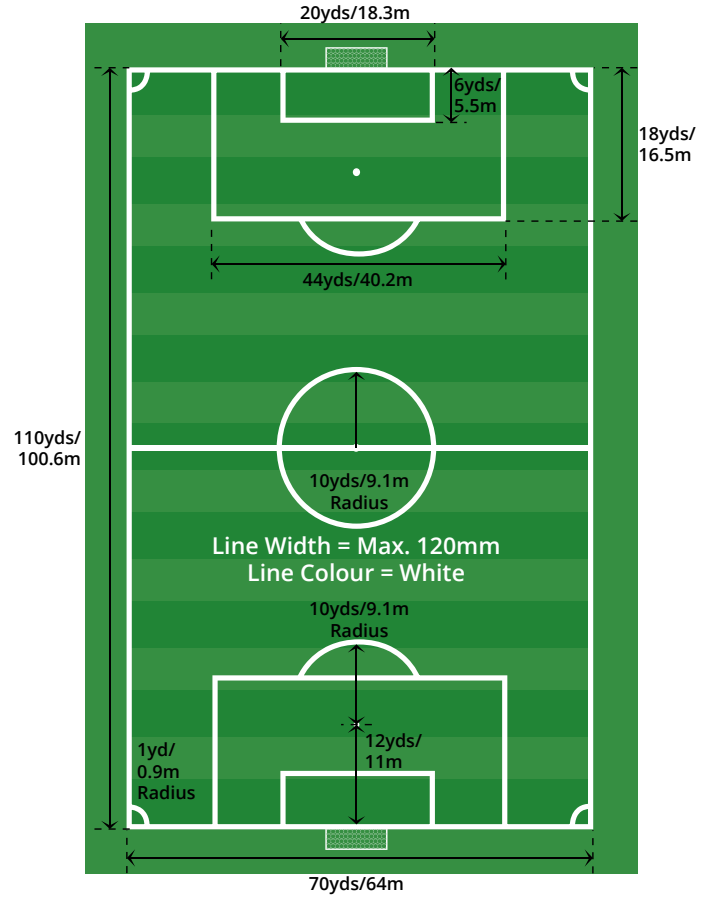 20yds/18.3m
6yds/
5.5m
18yds/
16.5m
44yds/40.2m
110yds/
100.6m
10yds/9.1m
Radius
Line Width = Max. 120mm
Line Colour = White
10yds/9.1m
Radius
12yds/
11m
1yd/
0.9m
Radius
70yds/64m